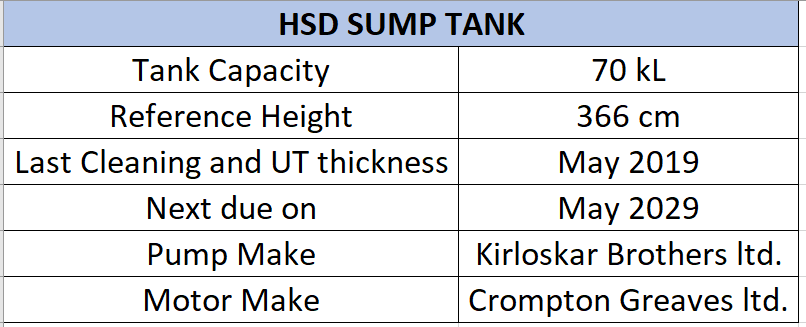 HSD SUMP TANK
Tank Capacity 70 kL
Reference Height 366 cm
Last Cleaning and UT thickness May 2019
Next due on May 2029
Pump Make Kirloskar Brothers ltd.
Motor Make Crompton Greaves ltd.